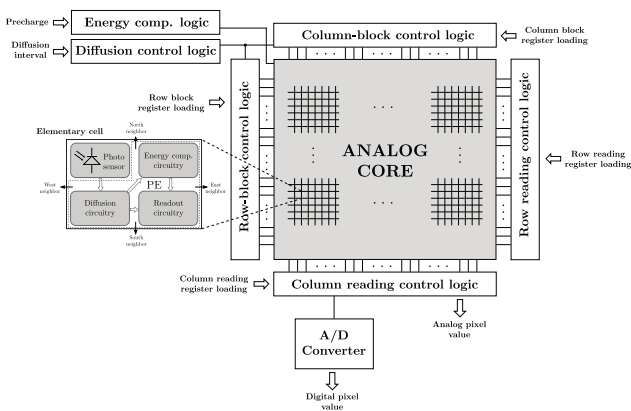 Precharge
Energy comp. logic
Diffusion
interval
Diffusion control logic
Column-block control logic
Column block
register loading
Row block
register loading
Row-block control logic
Elementary cell
North
neighbor
Photo
sensor
Energy comp.
circuitry
West
neighbor
PE
East
neighbor
Diffusion
circuitry
Readout
circuitry
South
neighbor
ANALOG
CORE
Row reading control logic
Row reading
register loading
Column reading
register loading
Column reading control logic
Analog pixel
value
A/D
Converter
Digital pixel
value